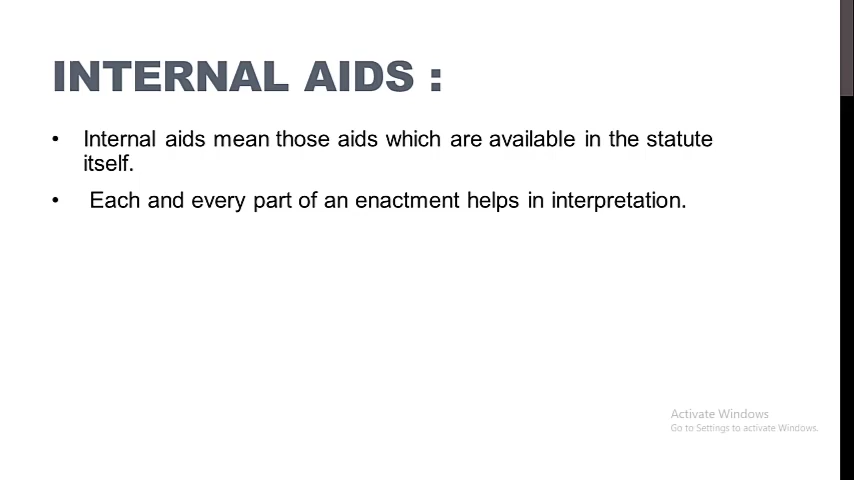 INTERNAL AIDS :
• Internal aids mean those aids which are available in the statute
itself.
• Each and every part of an enactment helps in interpretation.
Activate Windows
Go to Settings to activate Windows.